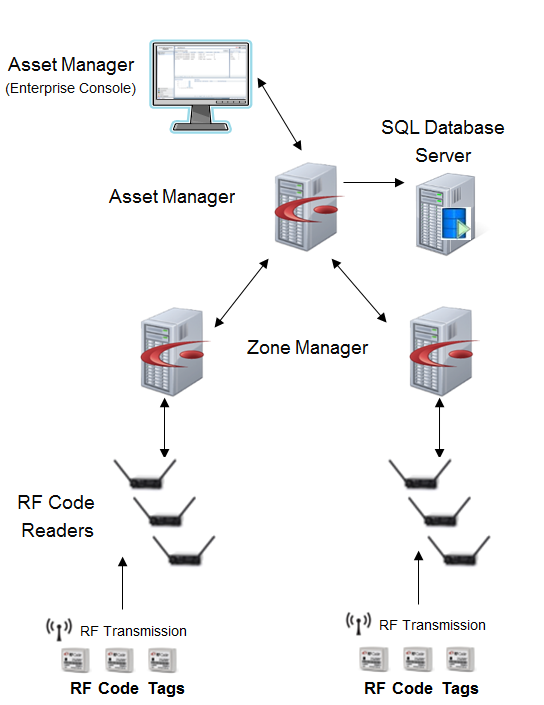 Asset Manager
(Enterprise Console)
SQL Database
Server
Asset Manager
Zone Manager
RF Code
Readers
RF Transmission
RF Transmission
RF Code Tags
RF Code Tags